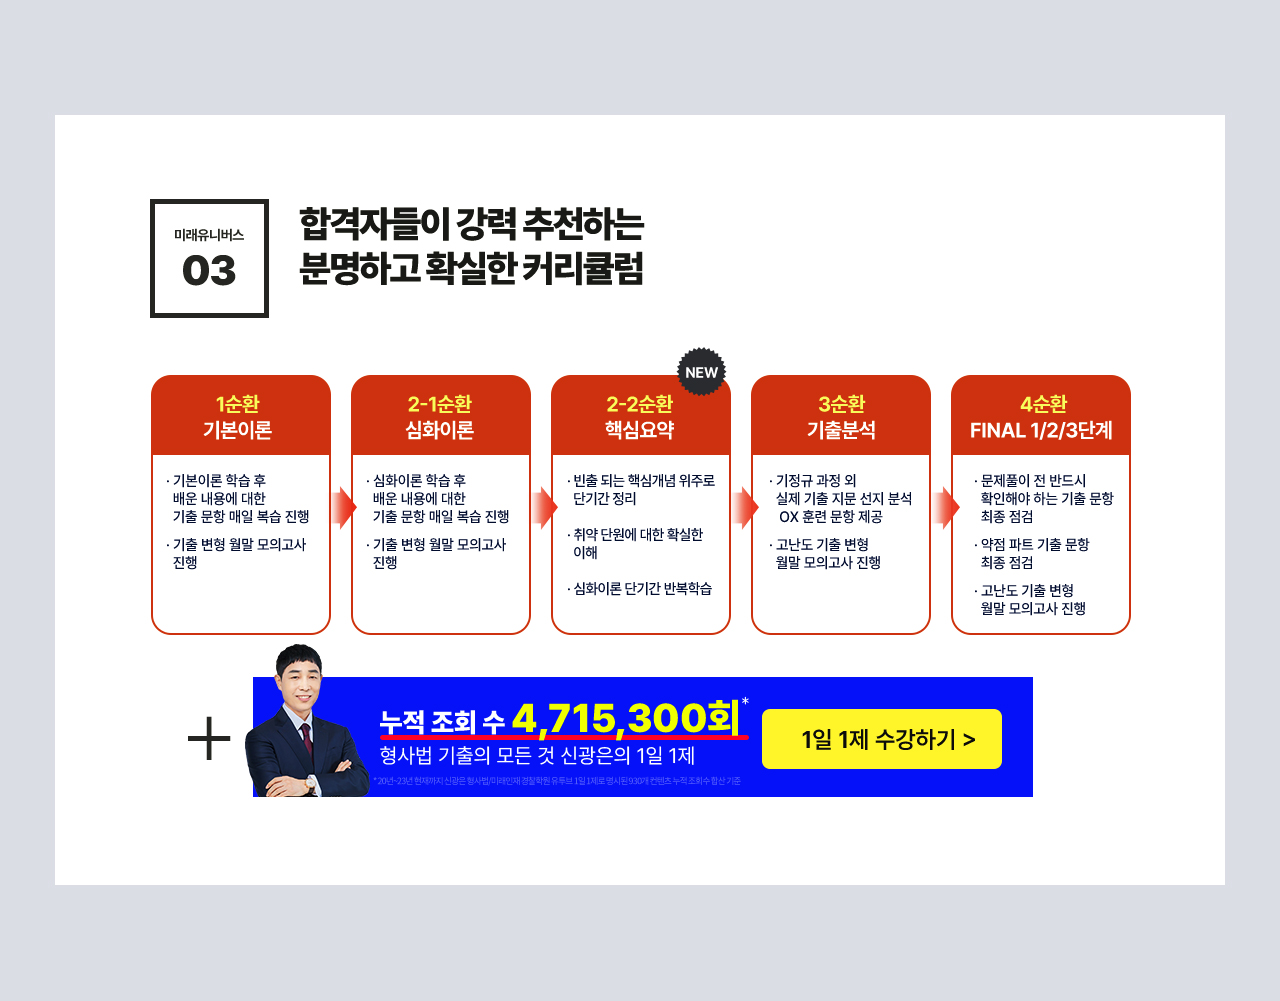 미래유니버스
03
합격자들이 강력 추천하는
분명하고 확실한 커리큘럼
1순환
기본이론
· 기본이론 학습 후
배운 내용에 대한
기출 문항 매일 복습 진행
· 기출 변형 월말 모의고사
진행
2-1순환
심화이론
· 심화이론 학습 후
배운 내용에 대한
기출 문항 매일 복습 진행
· 기출 변형 월말 모의고사
진행
NEW
2-2순환
핵심요약
· 빈출 되는 핵심개념 위주로
단기간 정리
· 취약 단원에 대한 확실한
이해
· 심화이론 단기간 반복학습
3순환
기출분석
· 기정규 과정 외
실제 기출 지문 선지 분석
OX 훈련 문항 제공
· 고난도 기출 변형
월말 모의고사 진행
4순환
FINAL 1/2/3단계
· 문제풀이 전 반드시
확인해야 하는 기출 문항
최종 점검
· 약점 파트 기출 문항
최종 점검
· 고난도 기출 변형
월말 모의고사 진행
누적 조회 수 4,715,300회*
형사법 기출의 모든 것 신광은의 1일 1제
*'20년~23년 현재까지 신광은 형사법/미래인재 경찰학원 유튜브 1일 1제로 명시된 930개 컨텐츠 누적 조회수 합산 기준
1일 1제 수강하기 >